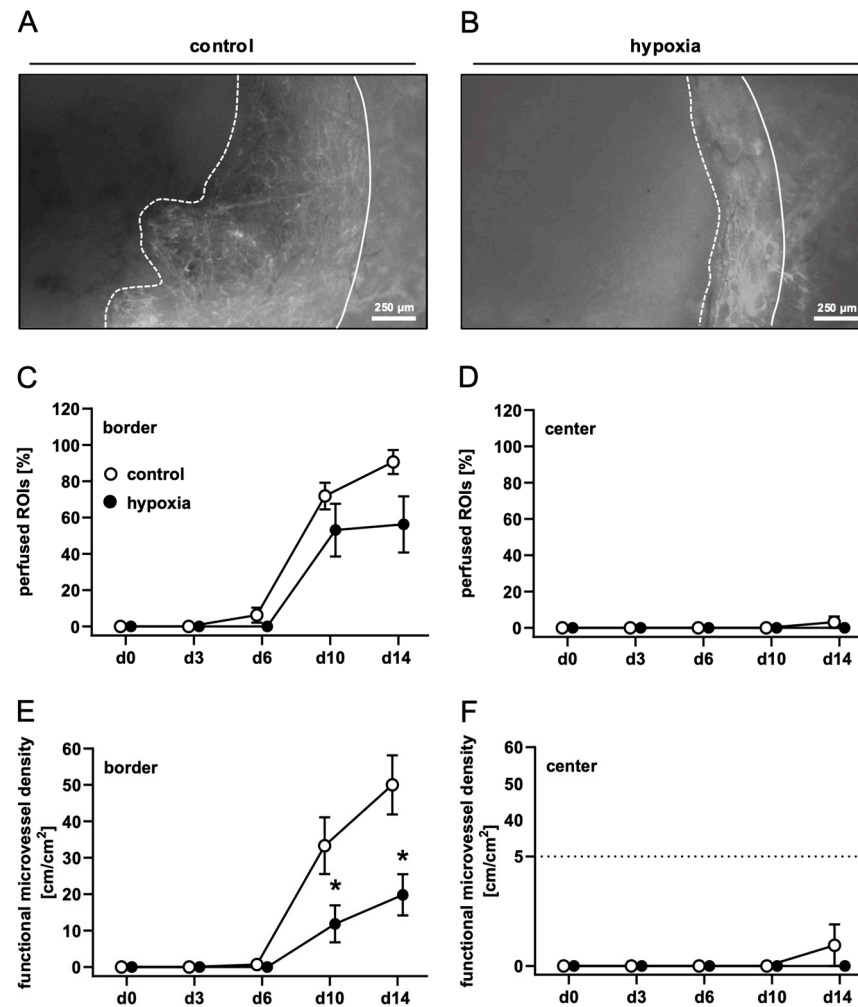 A
control
250 µm
B
hypoxia
250 µm
C
perfused ROIs [%]
120
100
80
60
40
20
0
border
control
hypoxia
d0 d3 d6 d10 d14
D
perfused ROIs [%]
120
100
80
60
40
20
0
center
d0 d3 d6 d10 d14
E
functional microvessel density
[cm/cm²]
60
50
40
30
20
10
0
border
*
*
d0 d3 d6 d10 d14
F
functional microvessel density
[cm/cm²]
60
50
40
5
0
center
d0 d3 d6 d10 d14